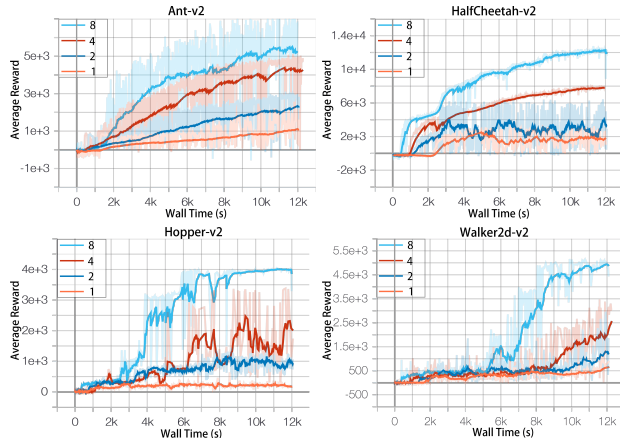 Ant-v2
8
4
2
1
5e+3
3e+3
1e+3
-1e+3
Average Reward
0 2k 4k 6k 8k 10k 12k
Wall Time (s)
HalfCheetah-v2
8
4
2
1
1.4e+4
1e+4
6e+3
2e+3
-2e+3
Average Reward
0 2k 4k 6k 8k 10k 12k
Wall Time (s)
Hopper-v2
8
4
2
1
4e+3
3e+3
2e+3
1e+3
0
Average Reward
0 2k 4k 6k 8k 10k 12k
Wall Time (s)
Walker2d-v2
8
4
2
1
5.5e+3
4.5e+3
3.5e+3
2.5e+3
1.5e+3
500
-500
Average Reward
0 2k 4k 6k 8k 10k 12k
Wall Time (s)